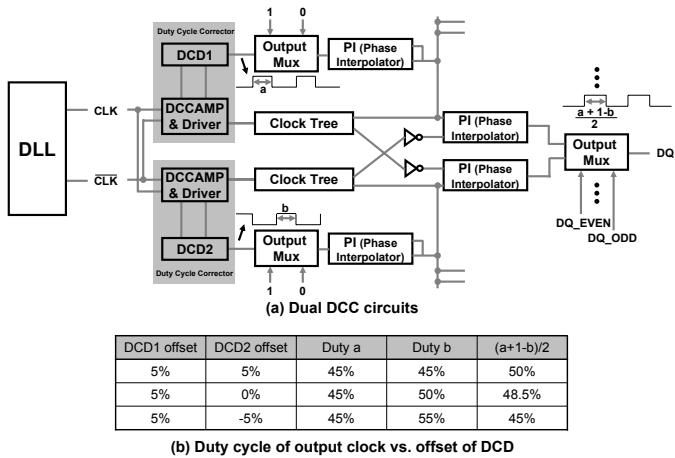 1 0
Duty Cycle Corrector
DCD1
Output
Mux
PI (Phase
Interpolator)
a
DLL
CLK
CLK
DCCAMP
& Driver
Clock Tree
PI (Phase
Interpolator)
a + 1-b
2
Output
Mux
DQ
DCCAMP
& Driver
Clock Tree
PI (Phase
Interpolator)
DQ_EVEN
DQ_ODD
b
DCD2
Output
Mux
PI (Phase
Interpolator)
Duty Cycle Corrector
1 0
(a) Dual DCC circuits
DCD1 offset DCD2 offset Duty a Duty b (a+1-b)/2
5% 5% 45% 45% 50%
5% 0% 45% 50% 48.5%
5% -5% 45% 55% 45%
(b) Duty cycle of output clock vs. offset of DCD